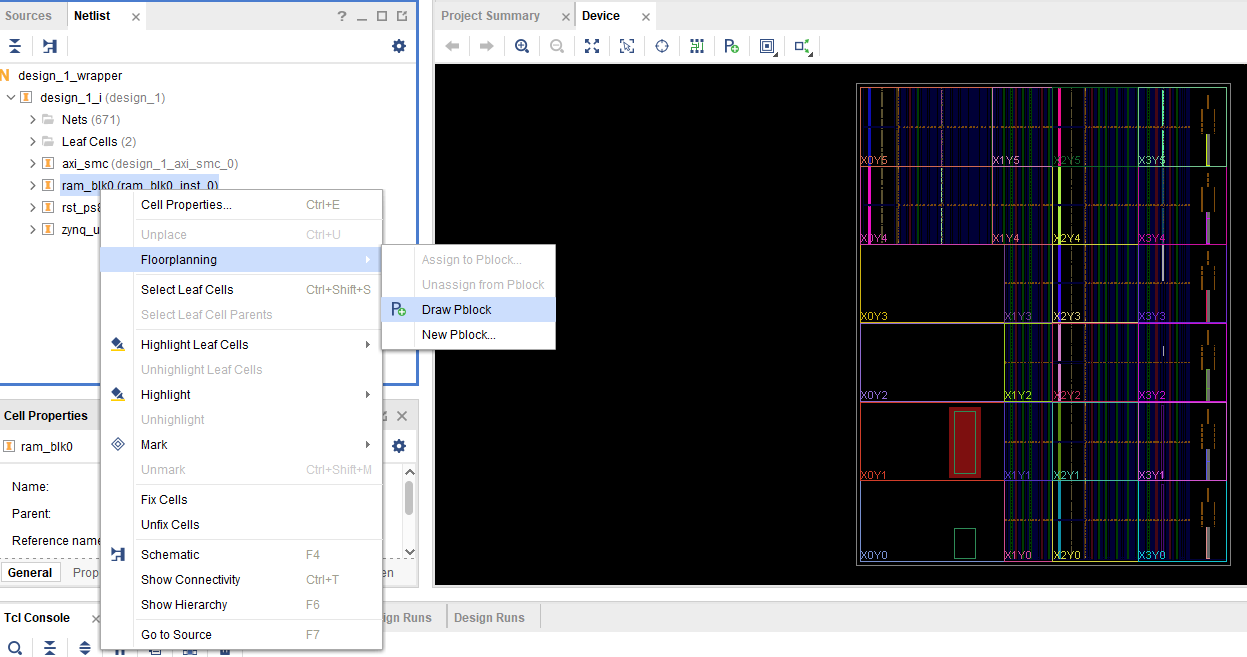 Sources
Netlist
Project Summary
Device
design_1_wrapper
design_1_i (design_1)
Nets (671)
Leaf Cells (2)
axi_smc (design_1_axi_smc_0)
ram_blk0 (ram_blk0_inst_0)
rst_ps8
zynq_u
Cell Properties... Ctrl+E
Unplace Ctrl+U
Floorplanning
Select Leaf Cells Ctrl+Shift+S
Select Leaf Cell Parents
Highlight Leaf Cells
Unhighlight Leaf Cells
Highlight
Unhighlight
Mark
Unmark Ctrl+Shift+M
Fix Cells
Unfix Cells
Schematic F4
Show Connectivity Ctrl+T
Show Hierarchy F6
Go to Source F7
Assign to Pblock...
Unassign from Pblock
Draw Pblock
New Pblock...
Cell Properties
ram_blk0
Name:
Parent:
Reference name
General Prop
en
Tcl Console
ign Runs
Design Runs
X0Y5 X1Y5 X2Y5 X3Y5
X0Y4 X1Y4 X2Y4 X3Y4
X0Y3 X1Y3 X2Y3 X3Y3
X0Y2 X1Y2 X2Y2 X3Y2
X0Y1 X1Y1 X2Y1 X3Y1
X0Y0 X1Y0 X2Y0 X3Y0